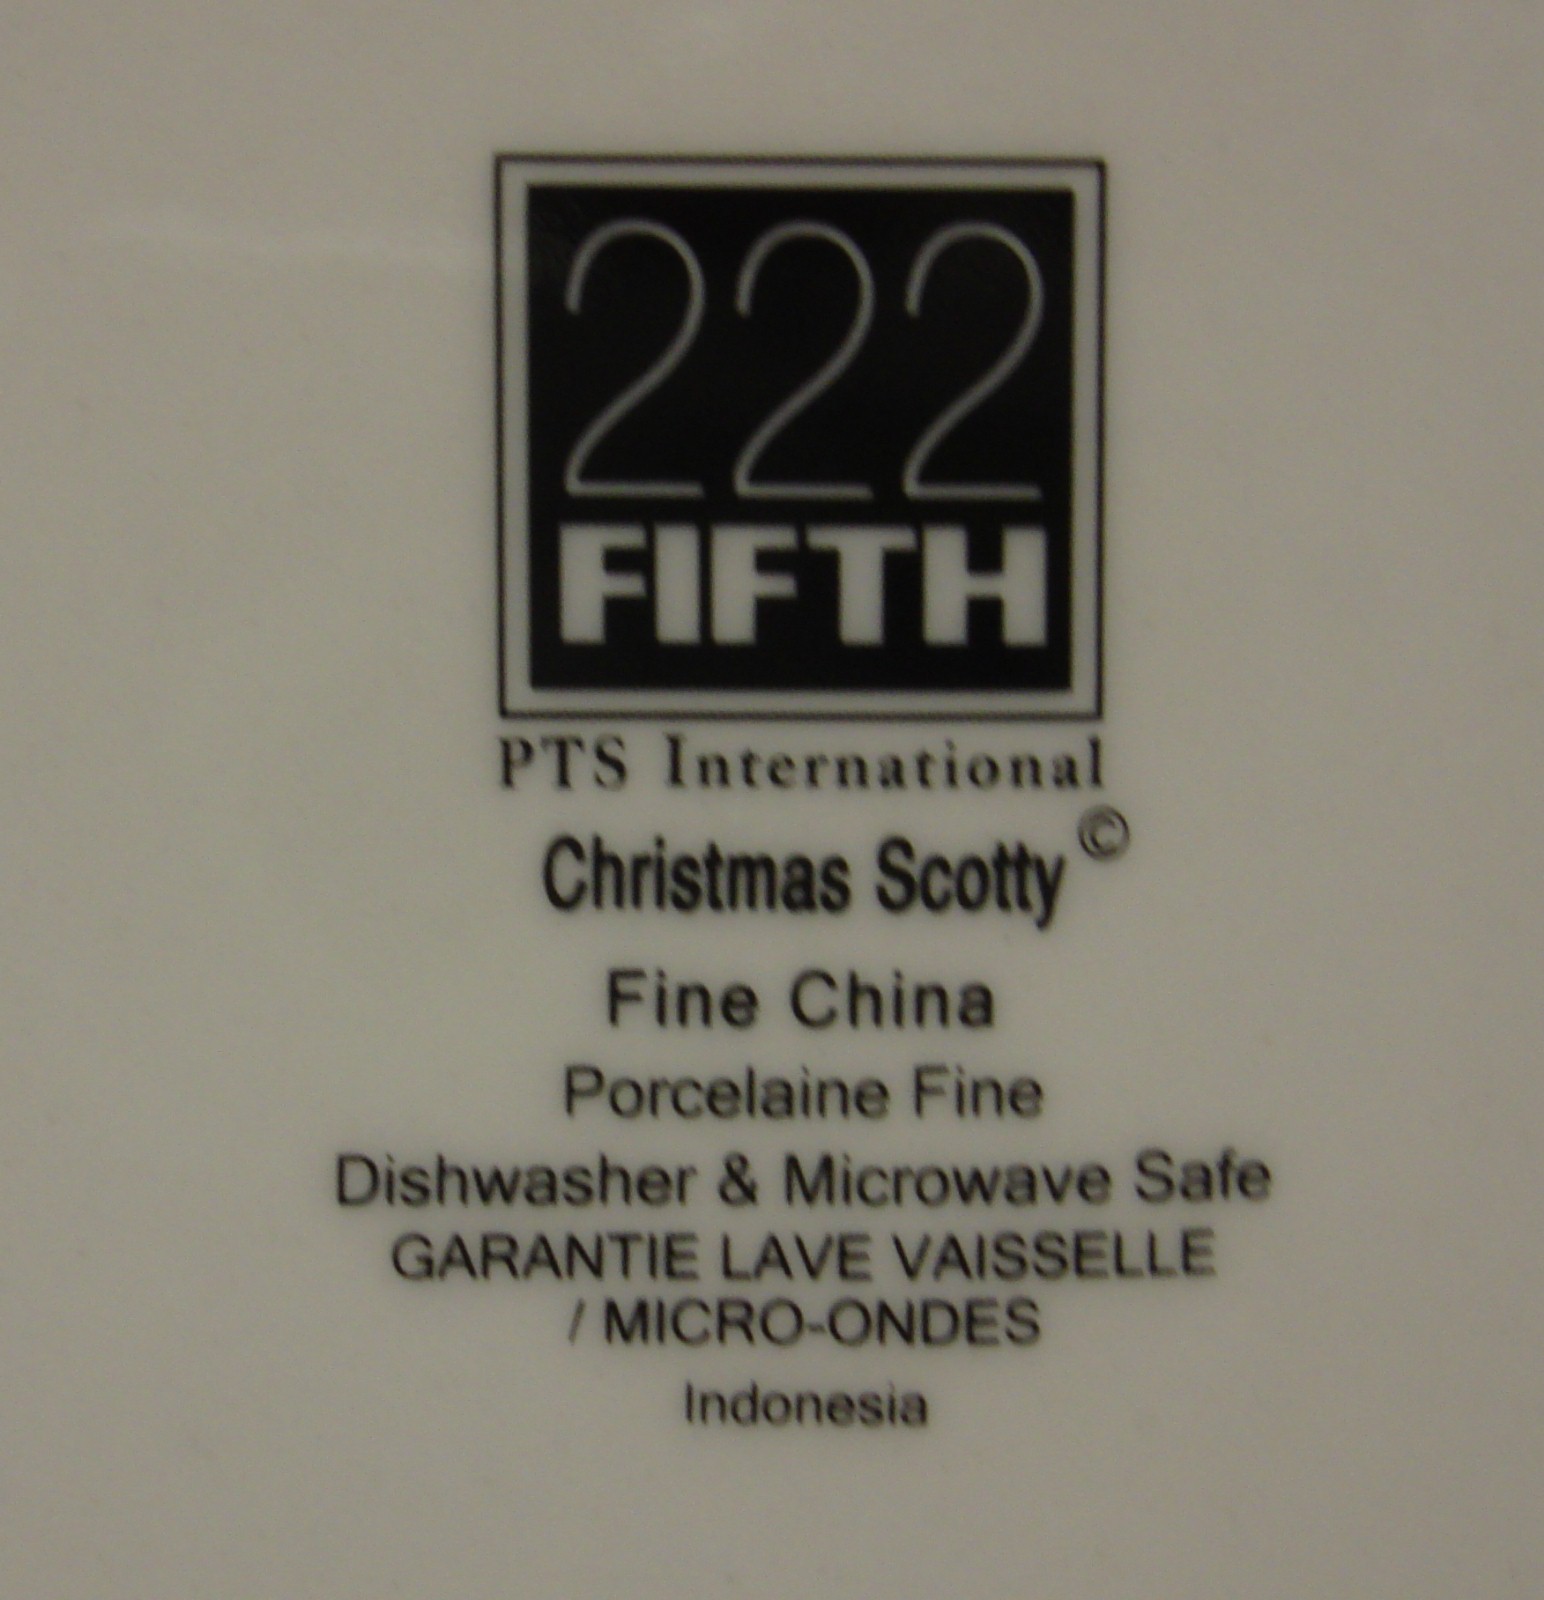 222
FIFTH
PTS International
Christmas Scotty ©
Fine China
Porcelaine Fine
Dishwasher & Microwave Safe
GARANTIE LAVE VAISSELLE
/ MICRO-ONDES
Indonesia